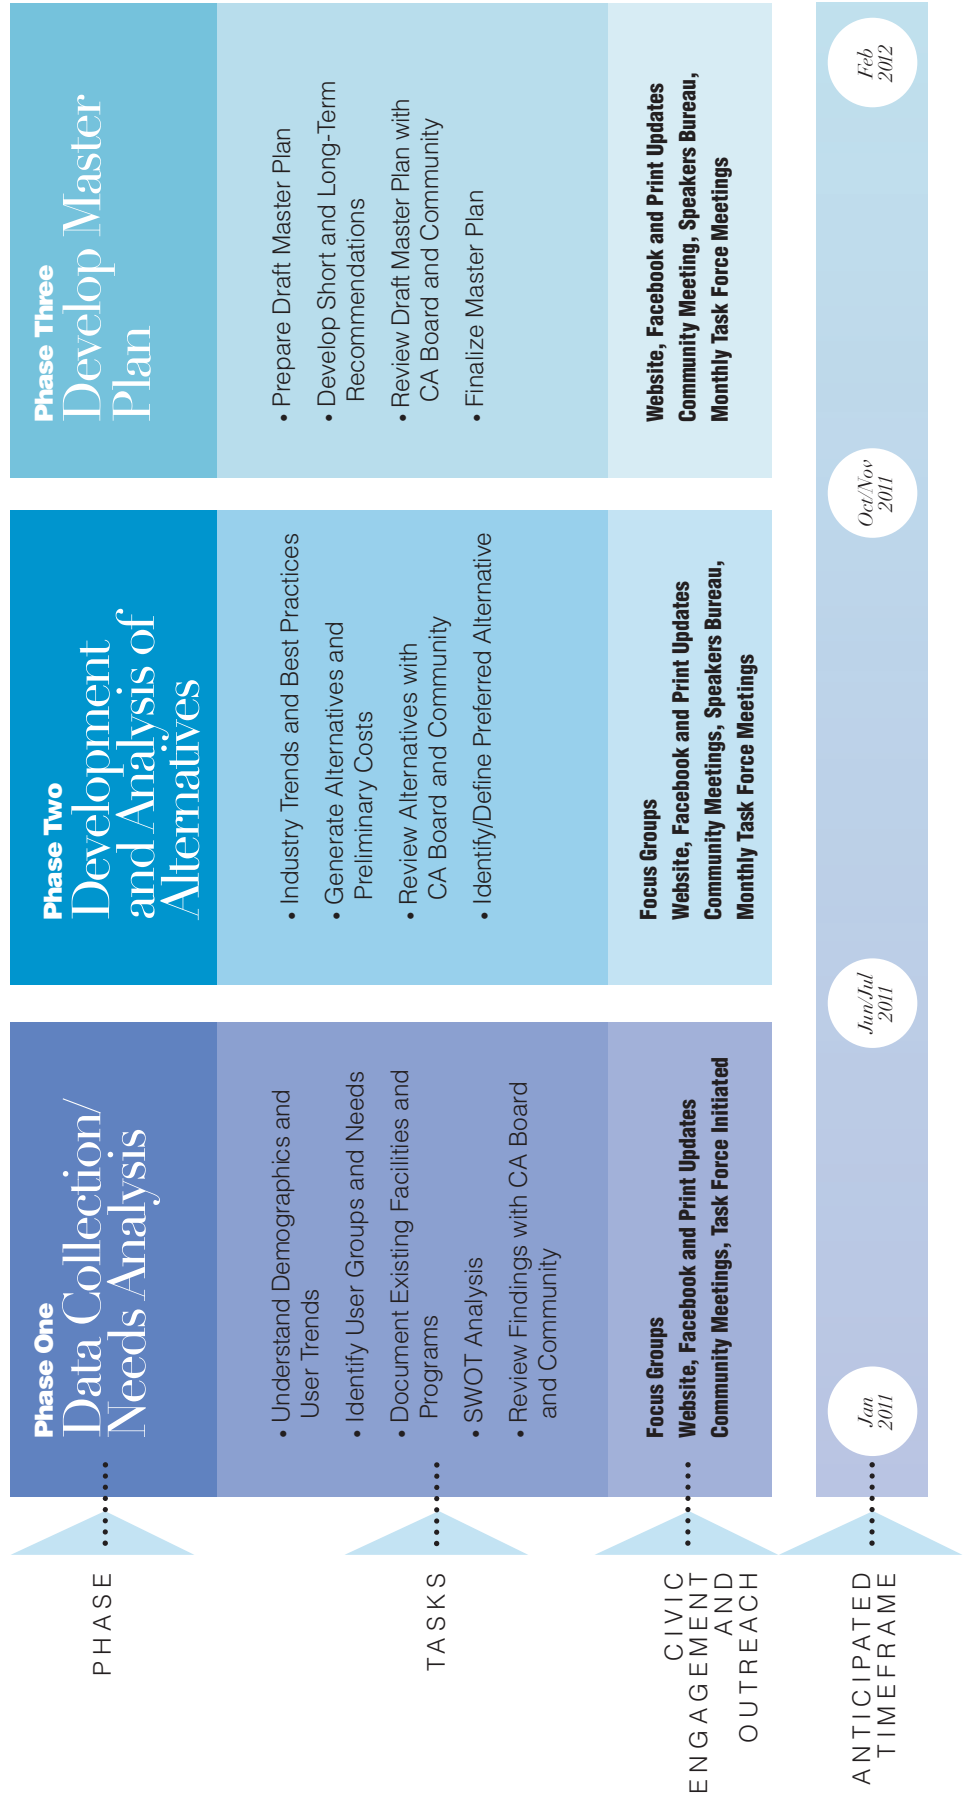 PHASE
Phase One
Data Collection/
Needs Analysis
Phase Two
Development
and Analysis of
Alternatives
Phase Three
Develop Master
Plan
TASKS
• Understand Demographics and
User Trends
• Identify User Groups and Needs
• Document Existing Facilities and
Programs
• SWOT Analysis
• Review Findings with CA Board
and Community
• Industry Trends and Best Practices
• Generate Alternatives and
Preliminary Costs
• Review Alternatives with
CA Board and Community
• Identify/Define Preferred Alternative
• Prepare Draft Master Plan
• Develop Short and Long-Term
Recommendations
• Review Draft Master Plan with
CA Board and Community
• Finalize Master Plan
CIVIC
ENGAGEMENT
AND
OUTREACH
Focus Groups
Website, Facebook and Print Updates
Community Meetings, Task Force Initiated
Focus Groups
Website, Facebook and Print Updates
Community Meetings, Speakers Bureau,
Monthly Task Force Meetings
Website, Facebook and Print Updates
Community Meeting, Speakers Bureau,
Monthly Task Force Meetings
ANTICIPATED
TIMEFRAME
Jan
2011
Jun/Jul
2011
Oct/Nov
2011
Feb
2012